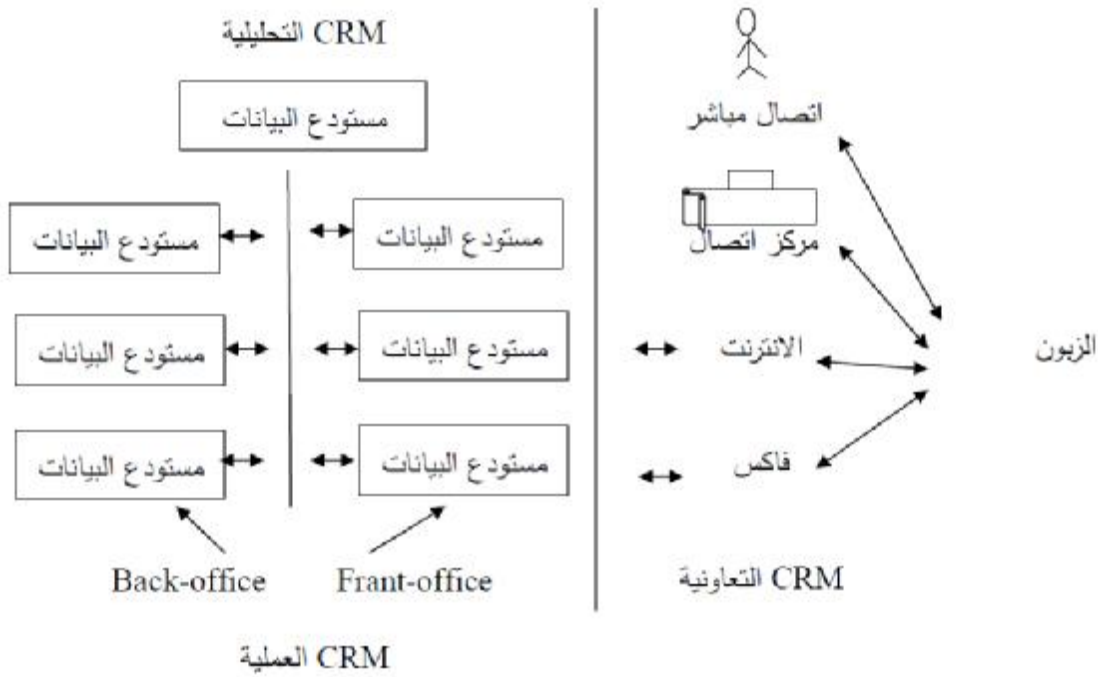 CRM التحليلية
مستودع البيانات
مستودع البيانات
مستودع البيانات
مستودع البيانات
مستودع البيانات
مستودع البيانات
مستودع البيانات
Back-office
Frant-office
CRM العملية
اتصال مباشر
مركز اتصال
الانترنت
فاكس
الزبون
CRM التعاونية